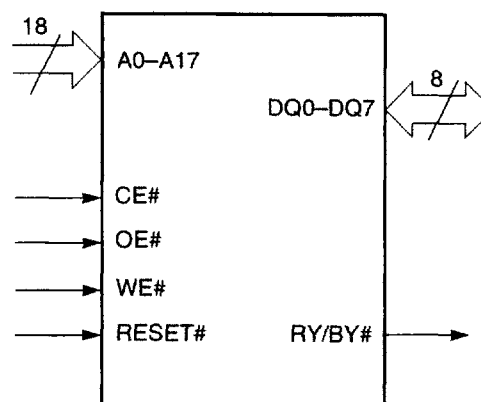 18
A0–A17
8
DQ0–DQ7
CE#
OE#
WE#
RESET#
RY/BY#